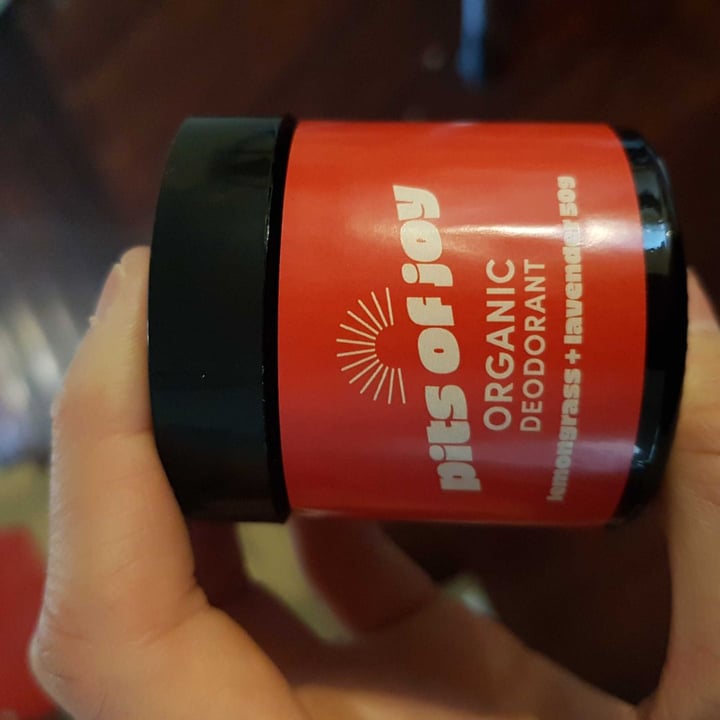 pits of joy
ORGANIC
DEODORANT
lemongrass + lavender 50g